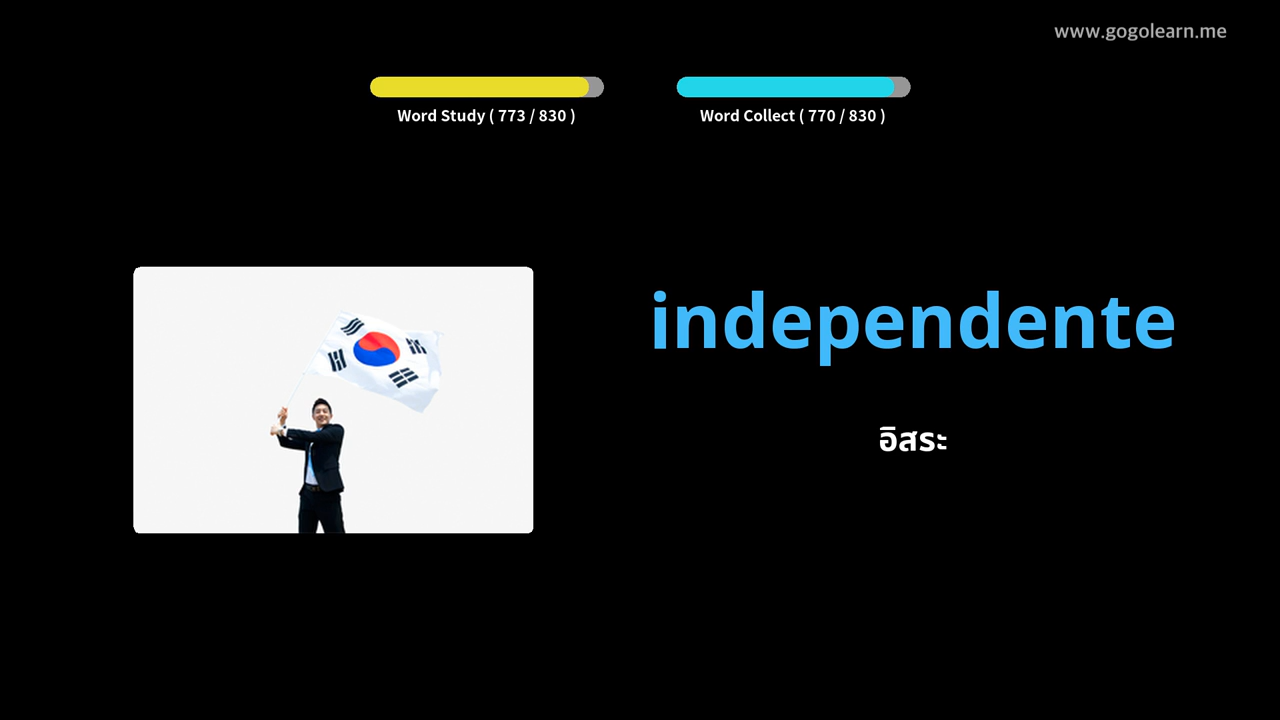 www.gogolearn.me
Word Study ( 773 / 830 )
Word Collect ( 770 / 830 )
independente
อิสระ